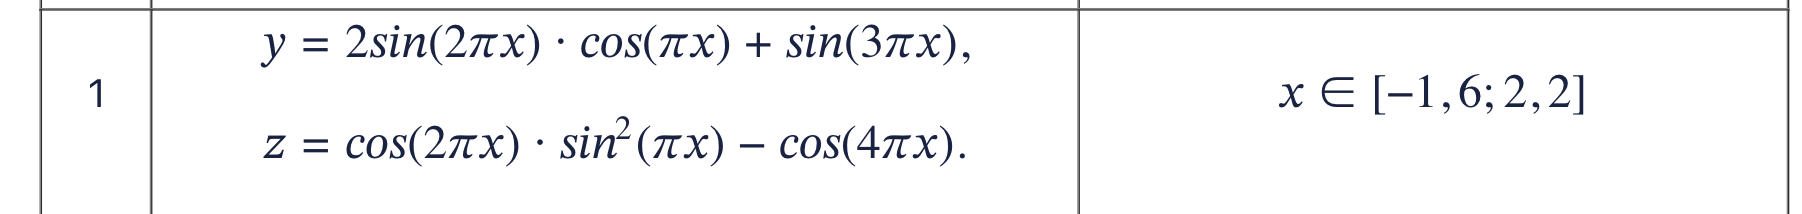 y = 2sin(2πx) · cos(πx) + sin(3πx),
1
x ∈ [−1,6; 2,2]
z = cos(2πx) · sin²(πx) − cos(4πx).